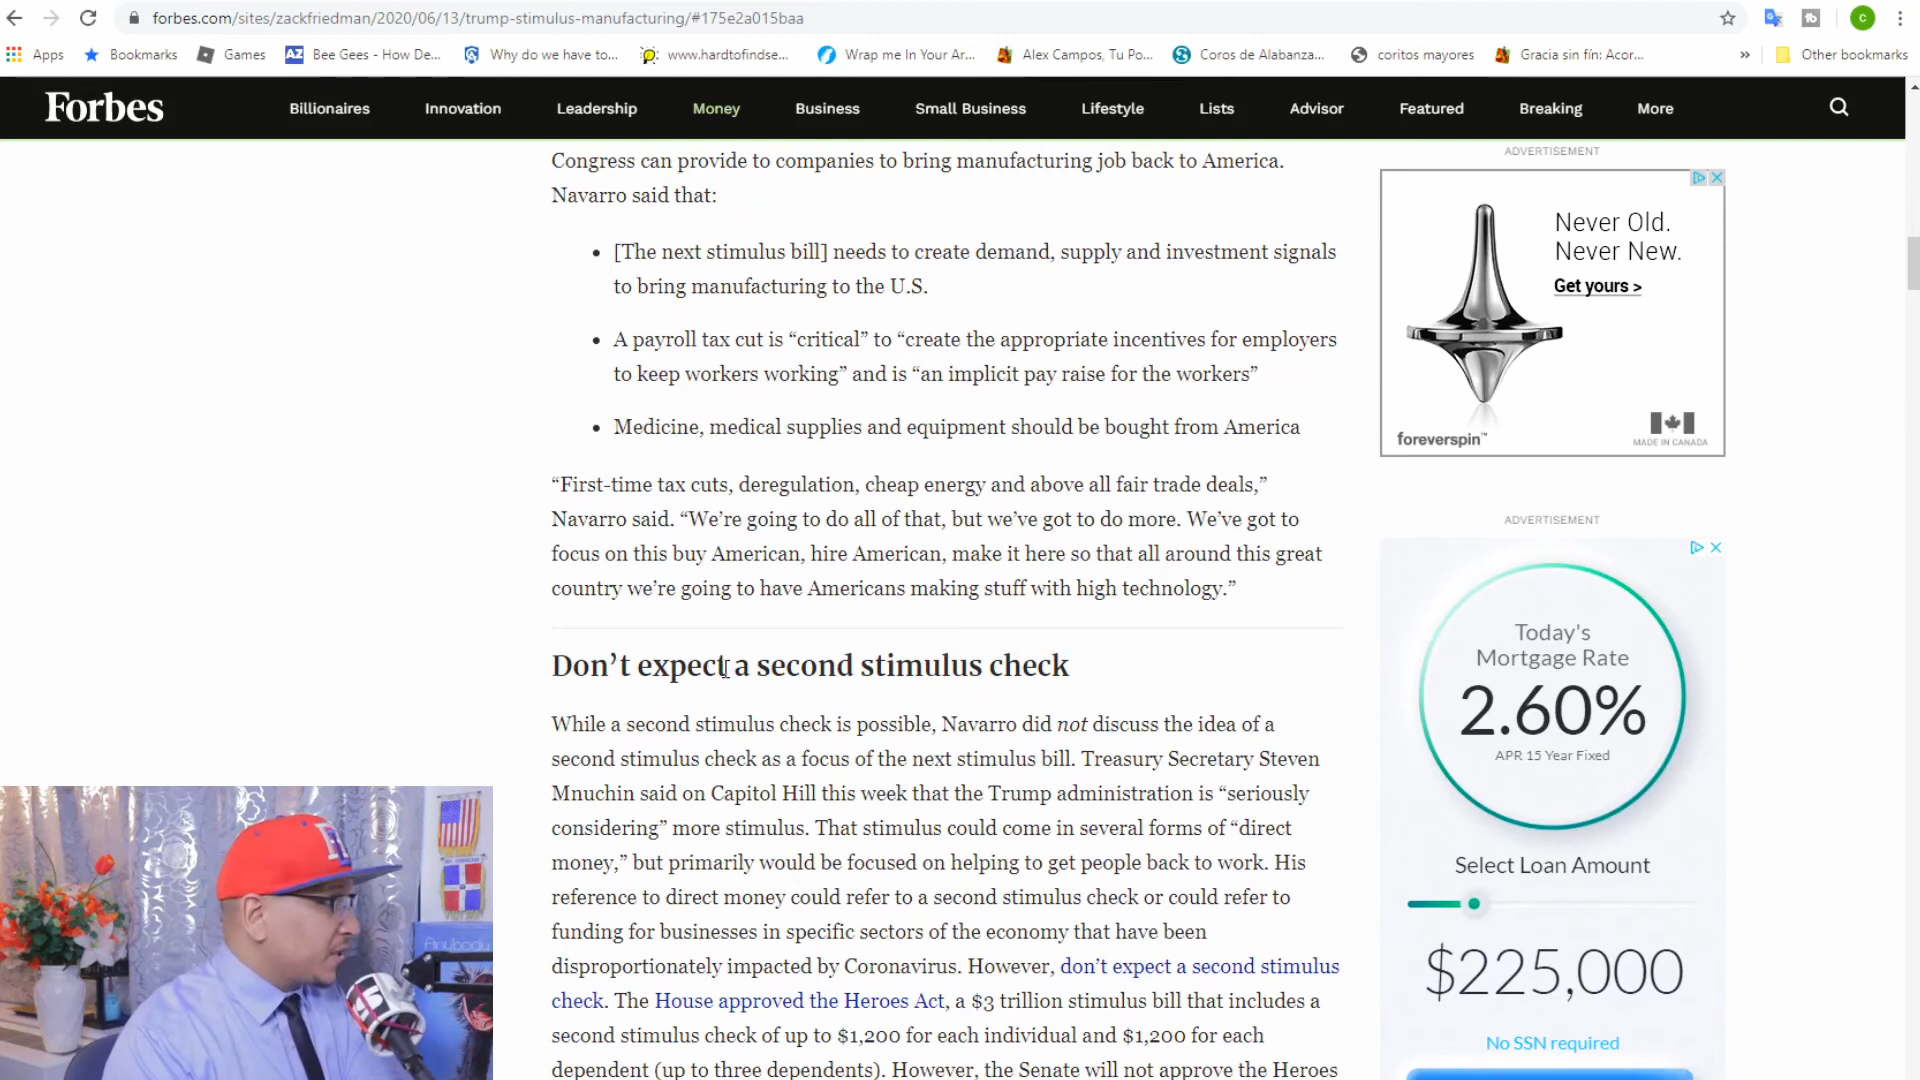 forbes.com/sites/zackfriedman/2020/06/13/trump-stimulus-manufacturing/#175e2a015baa
Apps Bookmarks Games Bee Gees - How De... Why do we have to... www.hardtofindse... Wrap me In Your Ar... Alex Campos, Tu Po... Coros de Alabanza... coritos mayores Gracia sin fín: Acor... » Other bookmarks
Forbes Billionaires Innovation Leadership Money Business Small Business Lifestyle Lists Advisor Featured Breaking More
Congress can provide to companies to bring manufacturing job back to America.
Navarro said that:
• [The next stimulus bill] needs to create demand, supply and investment signals
to bring manufacturing to the U.S.
• A payroll tax cut is “critical” to “create the appropriate incentives for employers
to keep workers working” and is “an implicit pay raise for the workers”
• Medicine, medical supplies and equipment should be bought from America
“First-time tax cuts, deregulation, cheap energy and above all fair trade deals,”
Navarro said. “We’re going to do all of that, but we’ve got to do more. We’ve got to
focus on this buy American, hire American, make it here so that all around this great
country we’re going to have Americans making stuff with high technology.”
Don’t expect a second stimulus check
While a second stimulus check is possible, Navarro did not discuss the idea of a
second stimulus check as a focus of the next stimulus bill. Treasury Secretary Steven
Mnuchin said on Capitol Hill this week that the Trump administration is “seriously
considering” more stimulus. That stimulus could come in several forms of “direct
money,” but primarily would be focused on helping to get people back to work. His
reference to direct money could refer to a second stimulus check or could refer to
funding for businesses in specific sectors of the economy that have been
disproportionately impacted by Coronavirus. However, don’t expect a second stimulus
check. The House approved the Heroes Act, a $3 trillion stimulus bill that includes a
second stimulus check of up to $1,200 for each individual and $1,200 for each
dependent (up to three dependents). However, the Senate will not approve the Heroes
ADVERTISEMENT
Never Old.
Never New.
Get yours >
foreverspin™
MADE IN CANADA
ADVERTISEMENT
Today's
Mortgage Rate
2.60%
APR 15 Year Fixed
Select Loan Amount
$225,000
No SSN required
Anybody